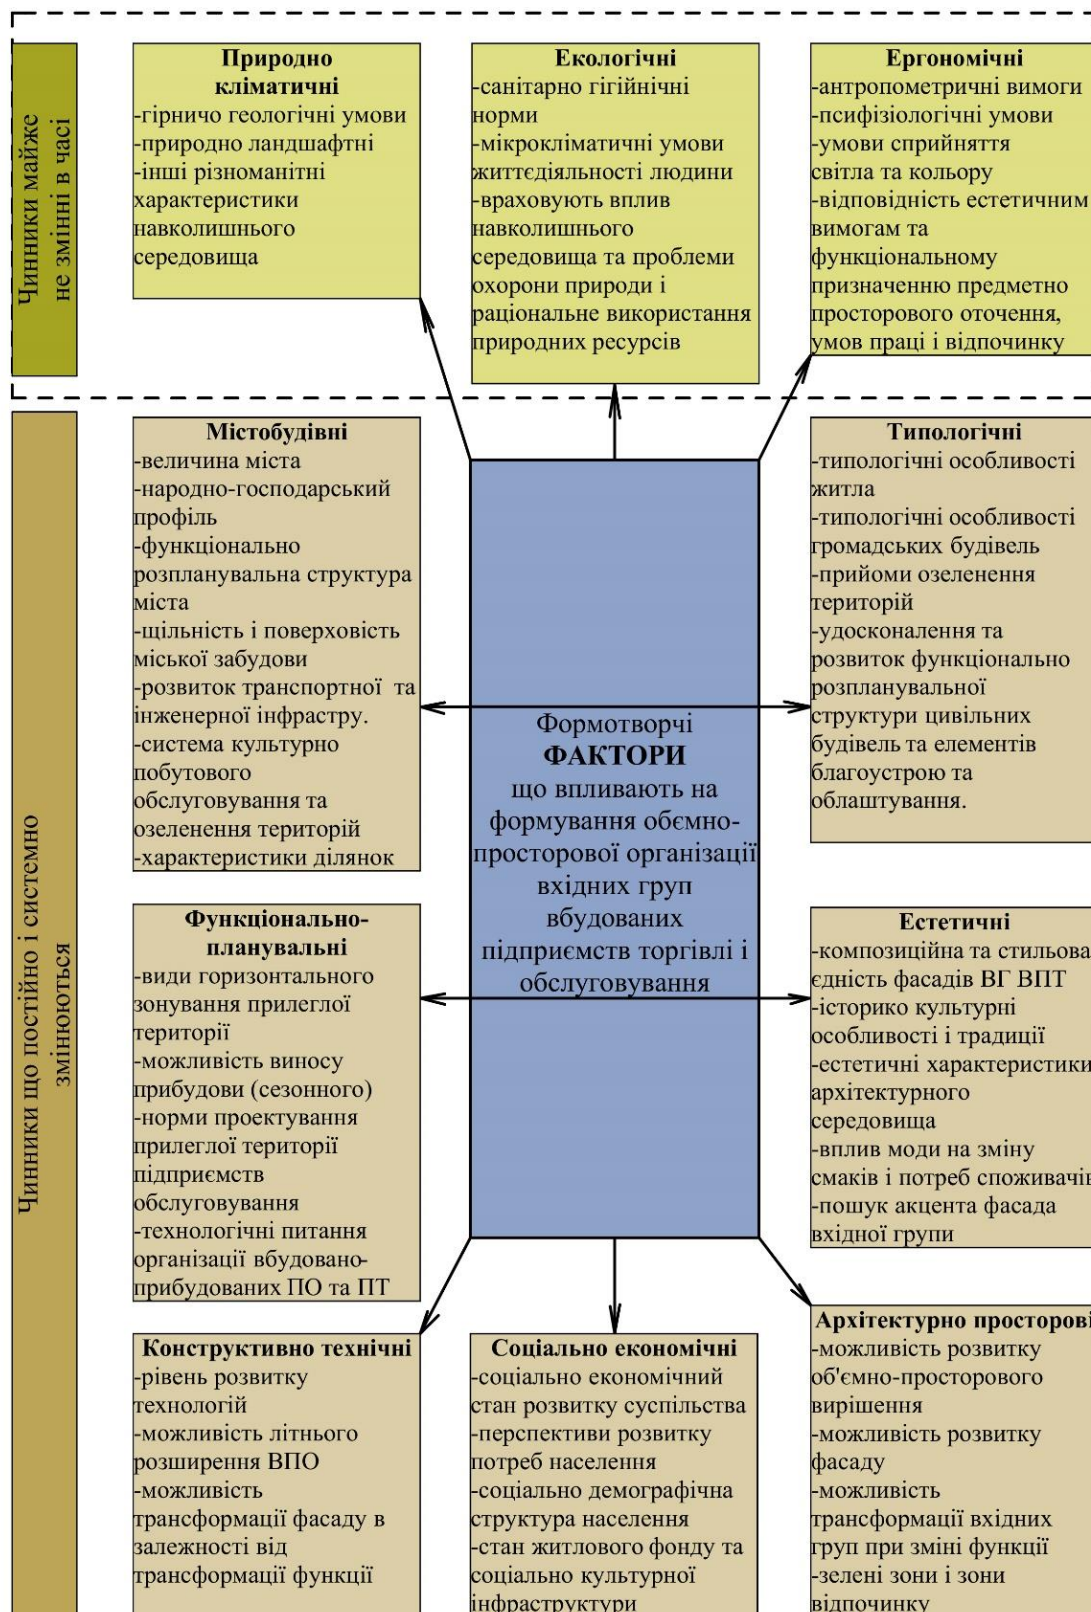 Чинники майже
не змінні в часі
Природно
кліматичні
-гірничо геологічні умови
-природно ландшафтні
-інші різноманітні
характеристики
навколишнього
середовища
Екологічні
-санітарно гігійнічні
норми
-мікрокліматичні умови
життєдіяльності людини
-враховують вплив
навколишнього
середовища та проблеми
охорони природи і
раціональне використання
природних ресурсів
Ергономічні
-антропометричні вимоги
-псифізіологічні умови
-умови сприйняття
світла та кольору
-відповідність естетичним
вимогам та
функціональному
призначенню предметно
просторового оточення,
умов праці і відпочинку
Чинники що постійно і системно
змінюються
Містобудівні
-величина міста
-народно-господарський
профіль
-функціонально
розпланувальна структура
міста
-щільність і поверховість
міської забудови
-розвиток транспортної та
інженерної інфрастру.
-система культурно
побутового
обслуговування та
озеленення територій
-характеристики ділянок
Формотворчі
ФАКТОРИ
що впливають на
формування обємно-
просторової організації
вхідних груп
вбудованих
підприємств торгівлі і
обслуговування
Типологічні
-типологічні особливості
житла
-типологічні особливості
громадських будівель
-прийоми озеленення
територій
-удосконалення та
розвиток функціонально
розпланувальної
структури цивільних
будівель та елементів
благоустрою та
облаштування.
Функціонально-
планувальні
-види горизонтального
зонування прилеглої
території
-можливість виносу
прибудови (сезонного)
-норми проектування
прилеглої території
підприємств
обслуговування
-технологічні питання
організації вбудовано-
прибудованих ПО та ПТ
Естетичні
-композиційна та стильова
єдність фасадів ВГ ВПТ
-історико культурні
особливості і традиції
-естетичні характеристики
архітектурного
середовища
-вплив моди на зміну
смаків і потреб споживачів
-пошук акцента фасада
вхідної групи
Конструктивно технічні
-рівень розвитку
технологій
-можливість літнього
розширення ВПО
-можливість
трансформації фасаду в
залежності від
трансформації функції
Соціально економічні
-соціально економічний
стан розвитку суспільства
-перспективи розвитку
потреб населення
-соціально демографічна
структура населення
-стан житлового фонду та
соціально культурної
інфраструктури
Архітектурно просторові
-можливість розвитку
об'ємно-просторового
вирішення
-можливість розвитку
фасаду
-можливість
трансформації вхідних
груп при зміні функції
-зелені зони і зони
відпочинку